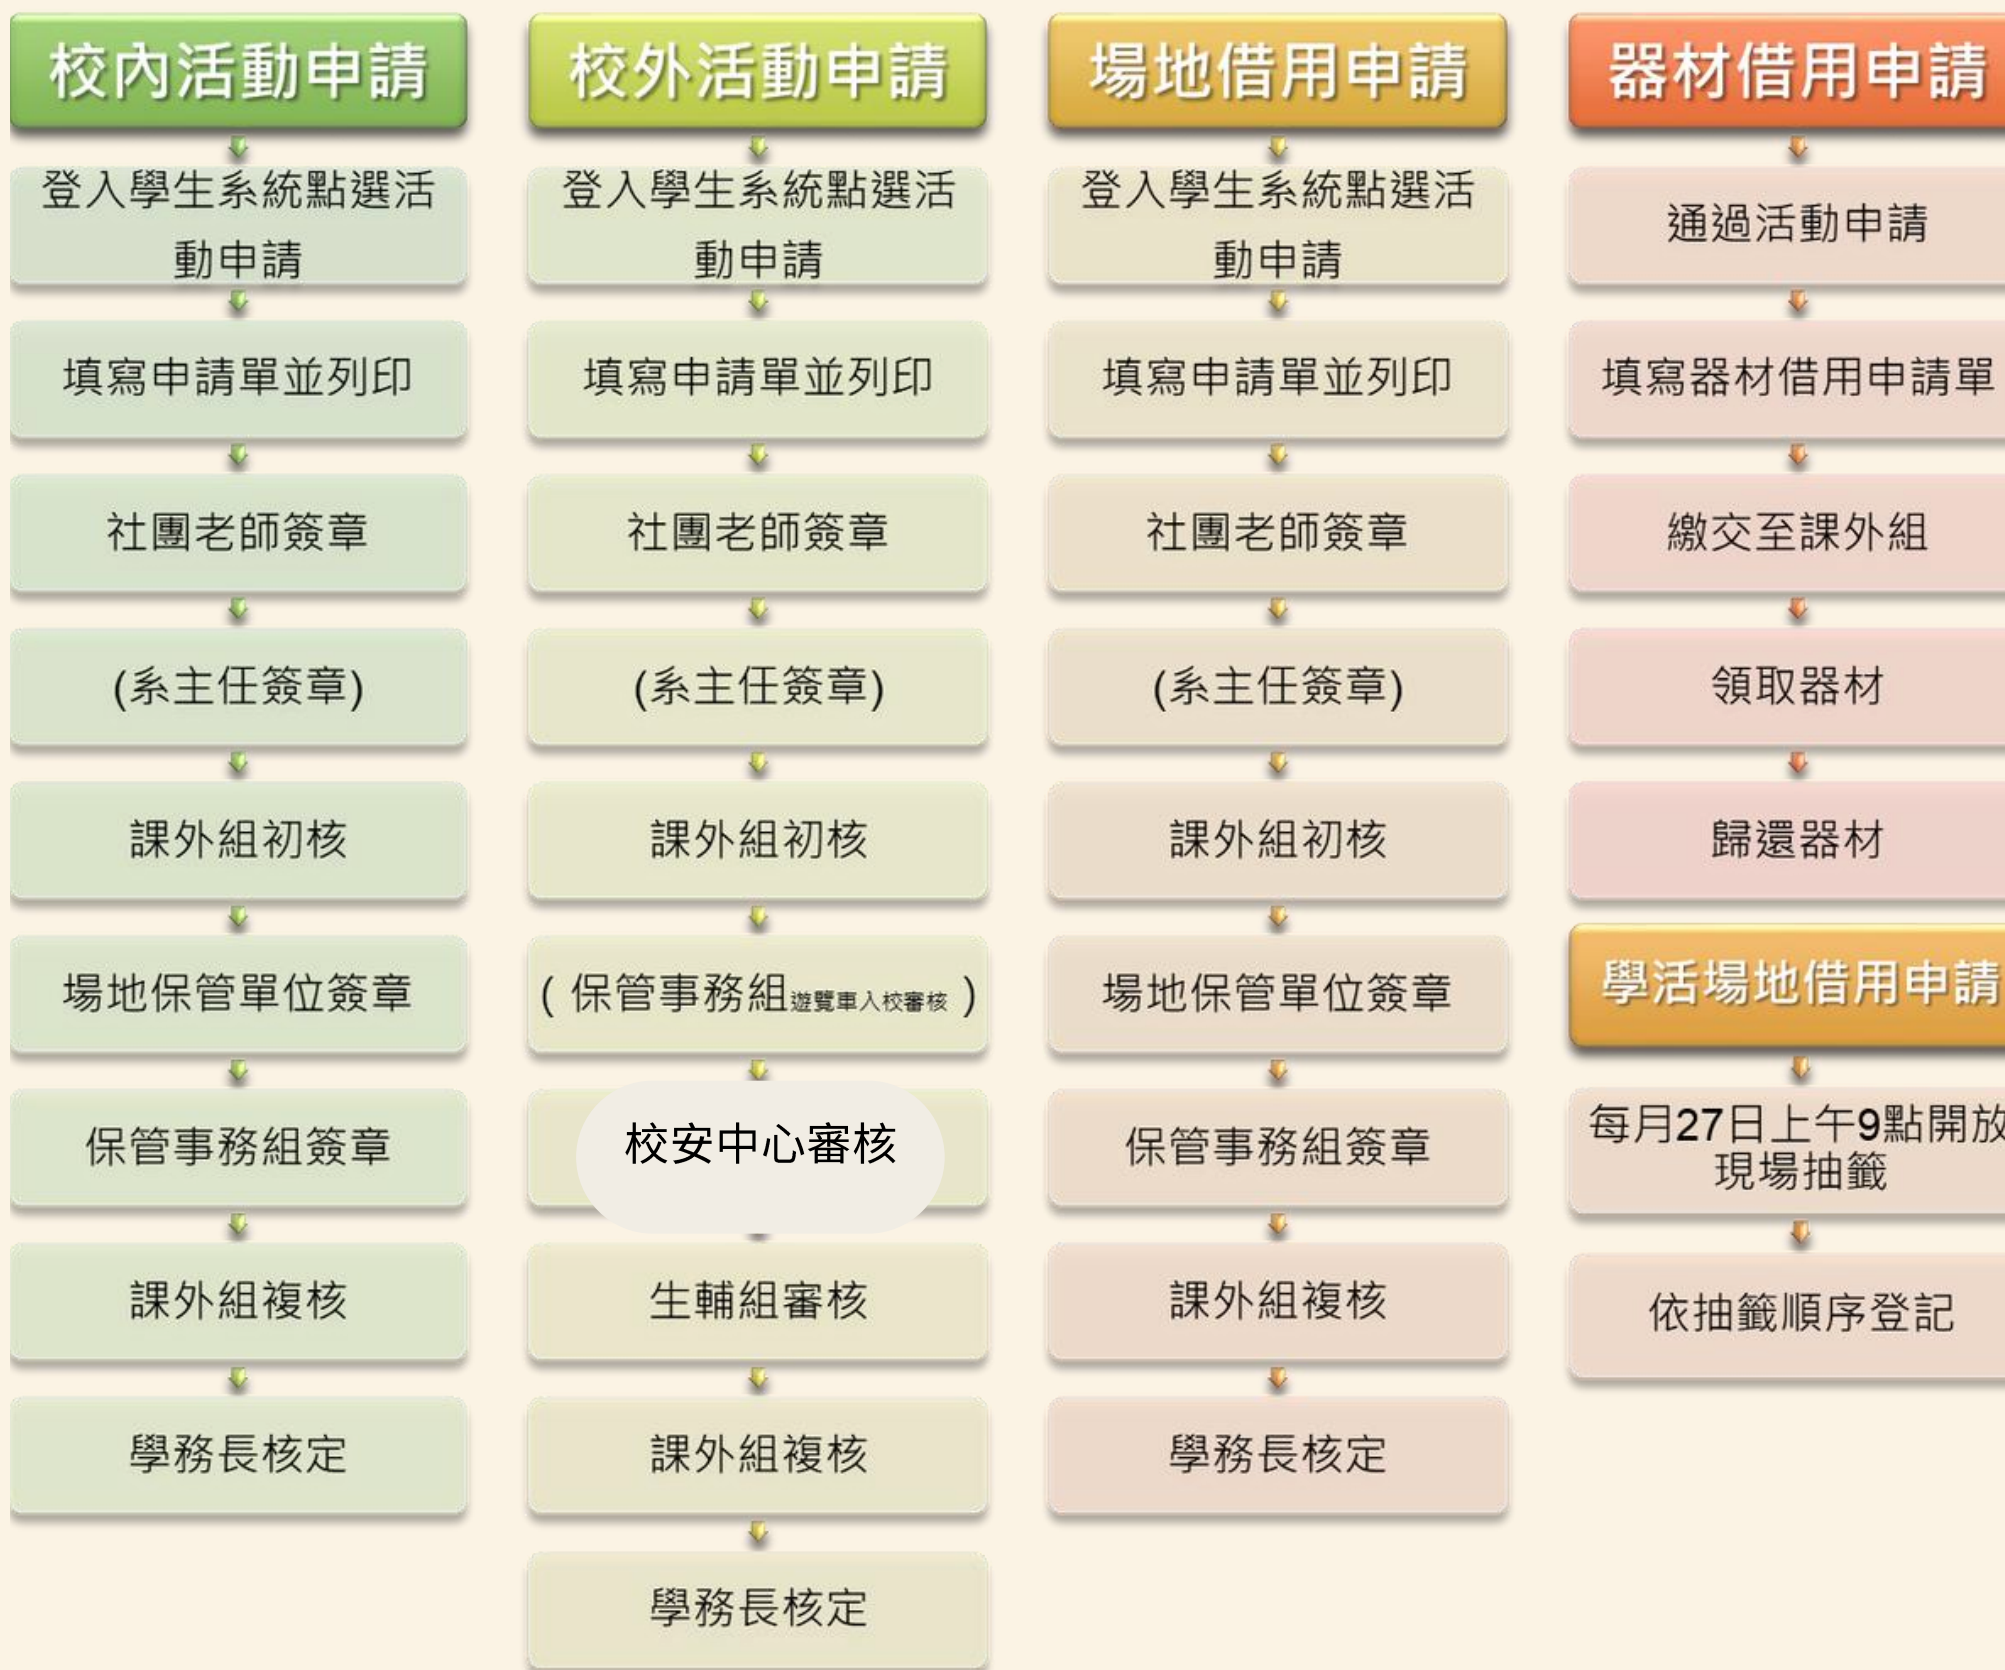 校內活動申請
登入學生系統點選活
動申請
填寫申請單並列印
社團老師簽章
(系主任簽章)
課外組初核
場地保管單位簽章
保管事務組簽章
課外組複核
學務長核定
校外活動申請
登入學生系統點選活
動申請
填寫申請單並列印
社團老師簽章
(系主任簽章)
課外組初核
( 保管事務組遊覽車入校審核 )
校安中心審核
生輔組審核
課外組複核
學務長核定
場地借用申請
登入學生系統點選活
動申請
填寫申請單並列印
社團老師簽章
(系主任簽章)
課外組初核
場地保管單位簽章
保管事務組簽章
課外組複核
學務長核定
器材借用申請
通過活動申請
填寫器材借用申請單
繳交至課外組
領取器材
歸還器材
學活場地借用申請
每月27日上午9點開放
現場抽籤
依抽籤順序登記